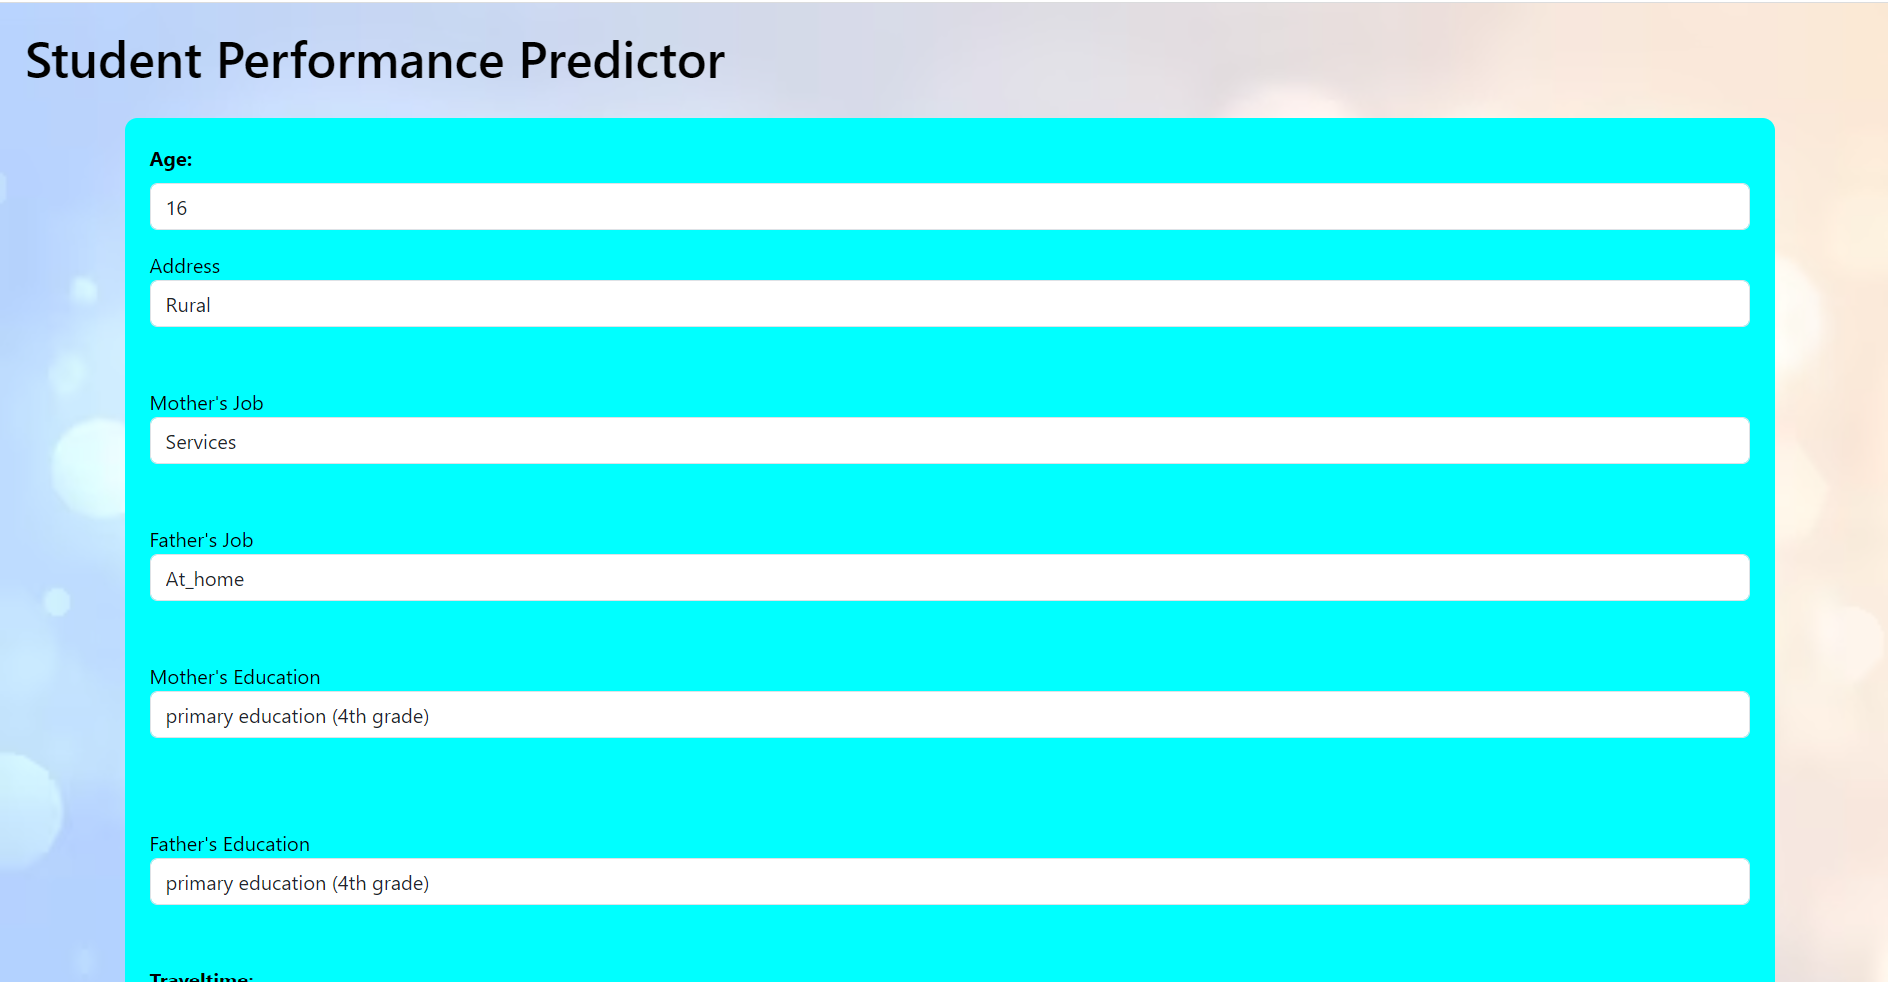 Student Performance Predictor
Age:
16
Address
Rural
Mother's Job
Services
Father's Job
At_home
Mother's Education
primary education (4th grade)
Father's Education
primary education (4th grade)
Traveltime: